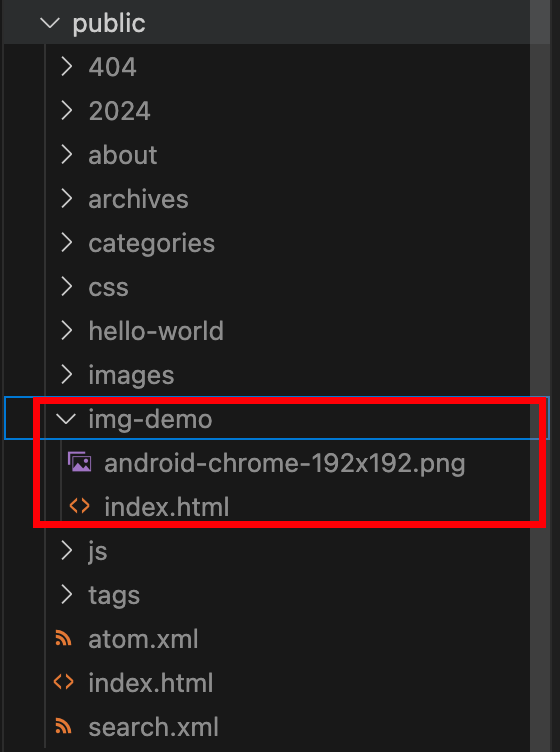 public
404
2024
about
archives
categories
css
hello-world
images
img-demo
android-chrome-192x192.png
index.html
js
tags
atom.xml
index.html
search.xml